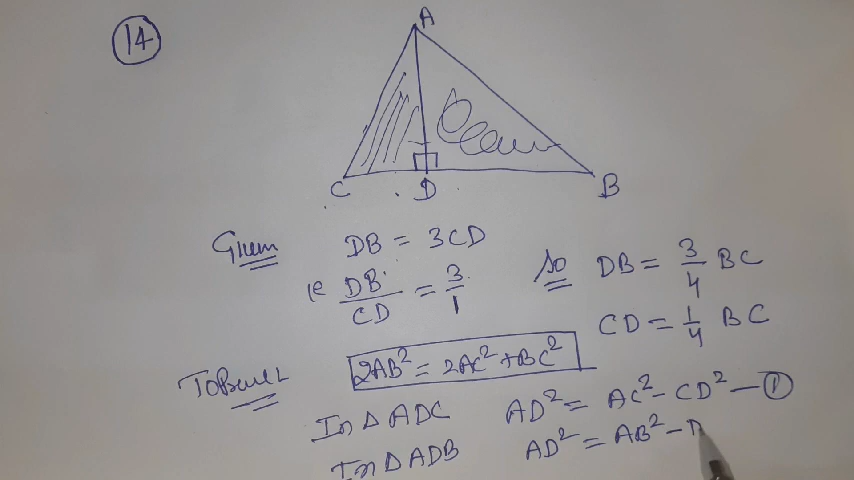 14
A
C
D
B
Given DB = 3CD
ie DB/CD = 3/1
so DB = 3/4 BC
CD = 1/4 BC
To Prove 2AB² = 2AC² + BC²
In Δ ADC AD² = AC² - CD² — ①
In Δ ADB AD² = AB² -